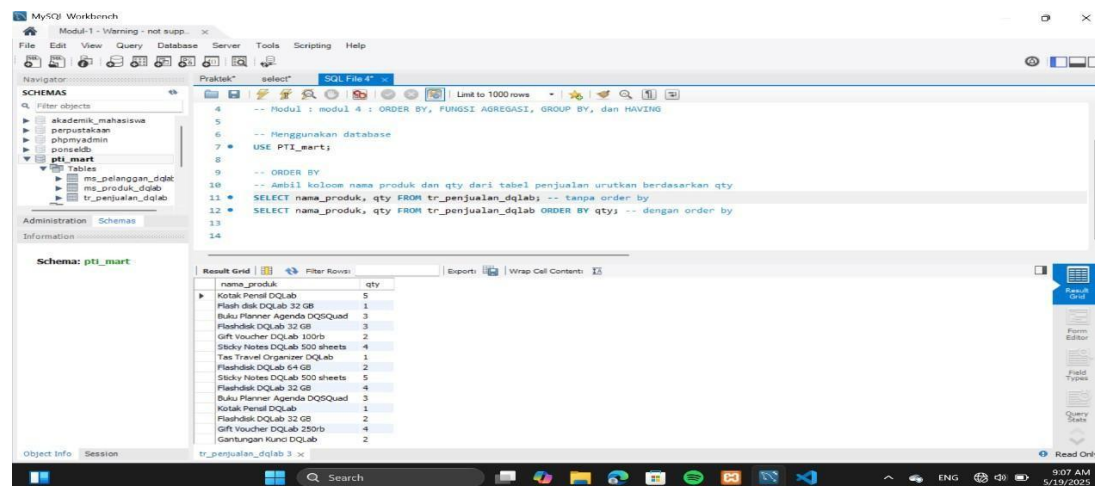 MySQL Workbench
Modul-1 - Warning - not supp.. ×
File Edit View Query Database Server Tools Scripting Help
Navigator
SCHEMAS
Filter objects
akademik_mahasiswa
perpustakaan
phpmyadmin
ponseldb
pti_mart
Tables
ms_pelanggan_dqlab
ms_produk_dqlab
tr_penjualan_dqlab
Administration Schemas
Information
Schema: pti_mart
Object Info Session
Praktek* select* SQL File 4* ×
Limit to 1000 rows
4 -- Modul : modul 4 : ORDER BY, FUNGSI AGREGASI, GROUP BY, dan HAVING
5
6 -- Menggunakan database
7 USE PTI_mart;
8
9 -- ORDER BY
10 -- Ambil koloom nama produk dan qty dari tabel penjualan urutkan berdasarkan qty
11 SELECT nama_produk, qty FROM tr_penjualan_dqlab; -- tanpa order by
12 SELECT nama_produk, qty FROM tr_penjualan_dqlab ORDER BY qty; -- dengan order by
13
14
Result Grid Filter Rows: Export: Wrap Cell Content:
nama_produk qty
Kotak Pensil DQLab 5
Flash disk DQLab 32 GB 1
Buku Planner Agenda DQSQuad 3
Flashdisk DQLab 32 GB 3
Gift Voucher DQLab 100rb 2
Sticky Notes DQLab 500 sheets 4
Tas Travel Organizer DQLab 1
Flashdisk DQLab 64 GB 2
Sticky Notes DQLab 500 sheets 5
Flashdisk DQLab 32 GB 4
Buku Planner Agenda DQSQuad 3
Kotak Pensil DQLab 1
Flashdisk DQLab 32 GB 2
Gift Voucher DQLab 250rb 4
Gantungan Kunci DQLab 2
Result
Grid
Form
Editor
Field
Types
Query
Stats
tr_penjualan_dqlab 3 ×
Read Onl
Search
ENG
9:07 AM
5/19/2025